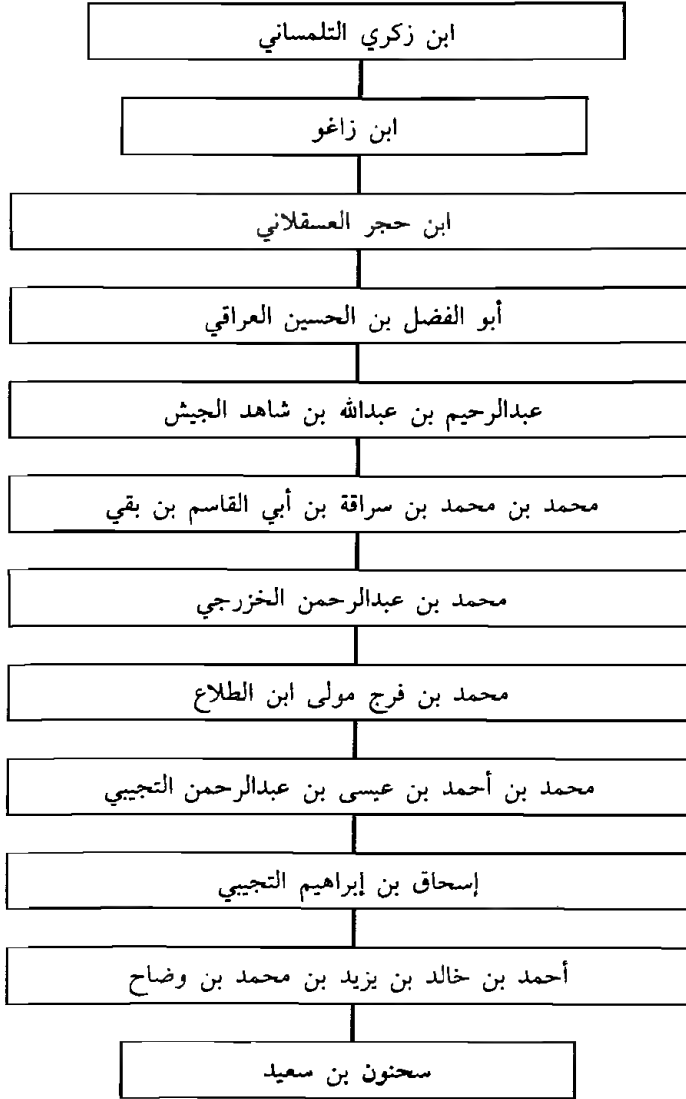 ابن زكري التلمساني
ابن زاغو
ابن حجر العسقلاني
أبو الفضل بن الحسين العراقي
عبدالرحيم بن عبدالله بن شاهد الجيش
محمد بن محمد بن سراقة بن أبي القاسم بن بقي
محمد بن عبدالرحمن الخزرجي
محمد بن فرج مولى ابن الطلاع
محمد بن أحمد بن عيسى بن عبدالرحمن التجيبي
إسحاق بن إبراهيم التجيبي
أحمد بن خالد بن يزيد بن محمد بن وضاح
سحنون بن سعيد